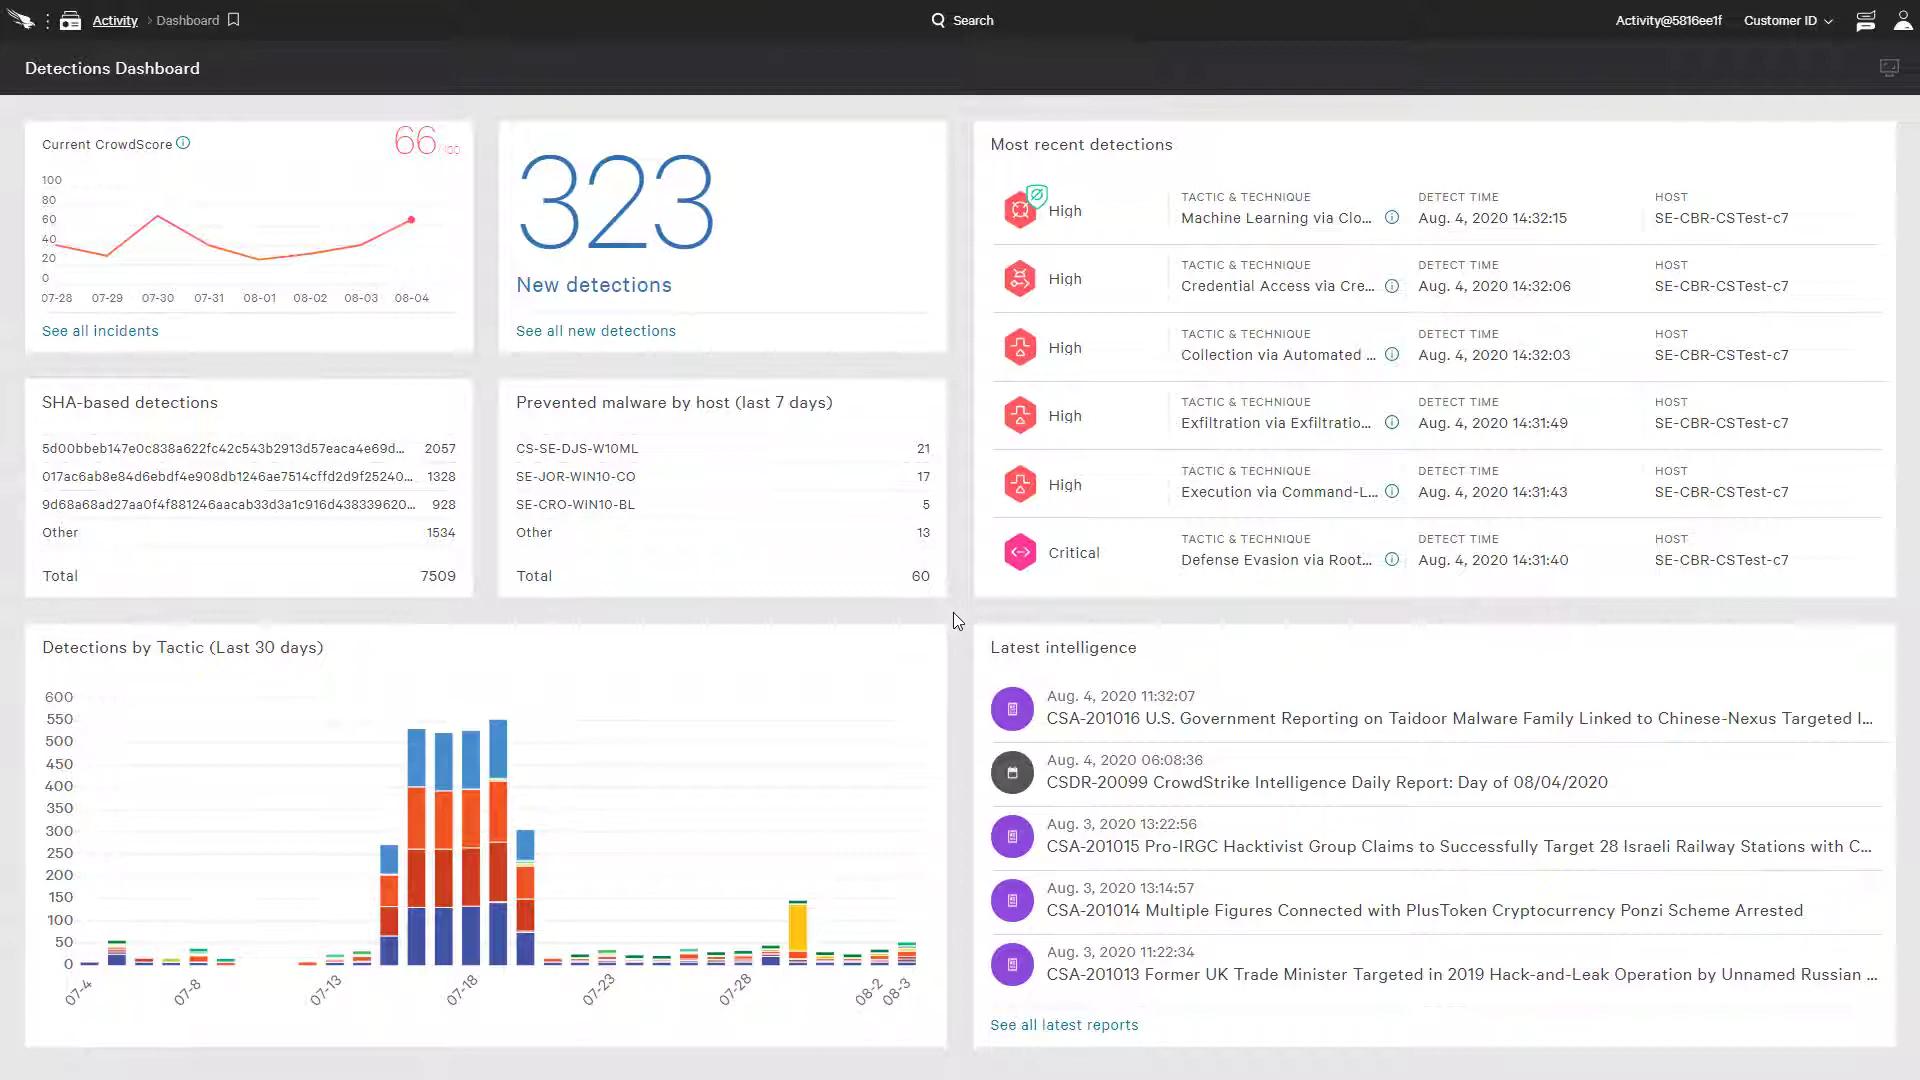 Activity > Dashboard
Search
Activity@5816ee1f
Customer ID
Detections Dashboard
Current CrowdScore
66 /100
100
80
60
40
20
0
07-28 07-29 07-30 07-31 08-01 08-02 08-03 08-04
See all incidents
323
New detections
See all new detections
SHA-based detections
5d00bbeb147e0c838a622fc42c543b2913d57eaca4e69d... 2057
017ac6ab8e84d6ebdf4e908db1246ae7514cffd2d9f25240... 1328
9d68a68ad27aa0f4f881246aacab33d3a1c916d438339620... 928
Other 1534
Total 7509
Prevented malware by host (last 7 days)
CS-SE-DJS-W10ML 21
SE-JOR-WIN10-CO 17
SE-CRO-WIN10-BL 5
Other 13
Total 60
Most recent detections
TACTIC & TECHNIQUE DETECT TIME HOST
High Machine Learning via Clo... Aug. 4, 2020 14:32:15 SE-CBR-CSTest-c7
TACTIC & TECHNIQUE DETECT TIME HOST
High Credential Access via Cre... Aug. 4, 2020 14:32:06 SE-CBR-CSTest-c7
TACTIC & TECHNIQUE DETECT TIME HOST
High Collection via Automated ... Aug. 4, 2020 14:32:03 SE-CBR-CSTest-c7
TACTIC & TECHNIQUE DETECT TIME HOST
High Exfiltration via Exfiltratio... Aug. 4, 2020 14:31:49 SE-CBR-CSTest-c7
TACTIC & TECHNIQUE DETECT TIME HOST
High Execution via Command-L... Aug. 4, 2020 14:31:43 SE-CBR-CSTest-c7
TACTIC & TECHNIQUE DETECT TIME HOST
Critical Defense Evasion via Root... Aug. 4, 2020 14:31:40 SE-CBR-CSTest-c7
Detections by Tactic (Last 30 days)
600
550
500
450
400
350
300
250
200
150
100
50
0
07-4 07-8 07-13 07-18 07-23 07-28 08-2 08-3
Latest intelligence
Aug. 4, 2020 11:32:07
CSA-201016 U.S. Government Reporting on Taidoor Malware Family Linked to Chinese-Nexus Targeted I...
Aug. 4, 2020 06:08:36
CSDR-20099 CrowdStrike Intelligence Daily Report: Day of 08/04/2020
Aug. 3, 2020 13:22:56
CSA-201015 Pro-IRGC Hacktivist Group Claims to Successfully Target 28 Israeli Railway Stations with C...
Aug. 3, 2020 13:14:57
CSA-201014 Multiple Figures Connected with PlusToken Cryptocurrency Ponzi Scheme Arrested
Aug. 3, 2020 11:22:34
CSA-201013 Former UK Trade Minister Targeted in 2019 Hack-and-Leak Operation by Unnamed Russian ...
See all latest reports